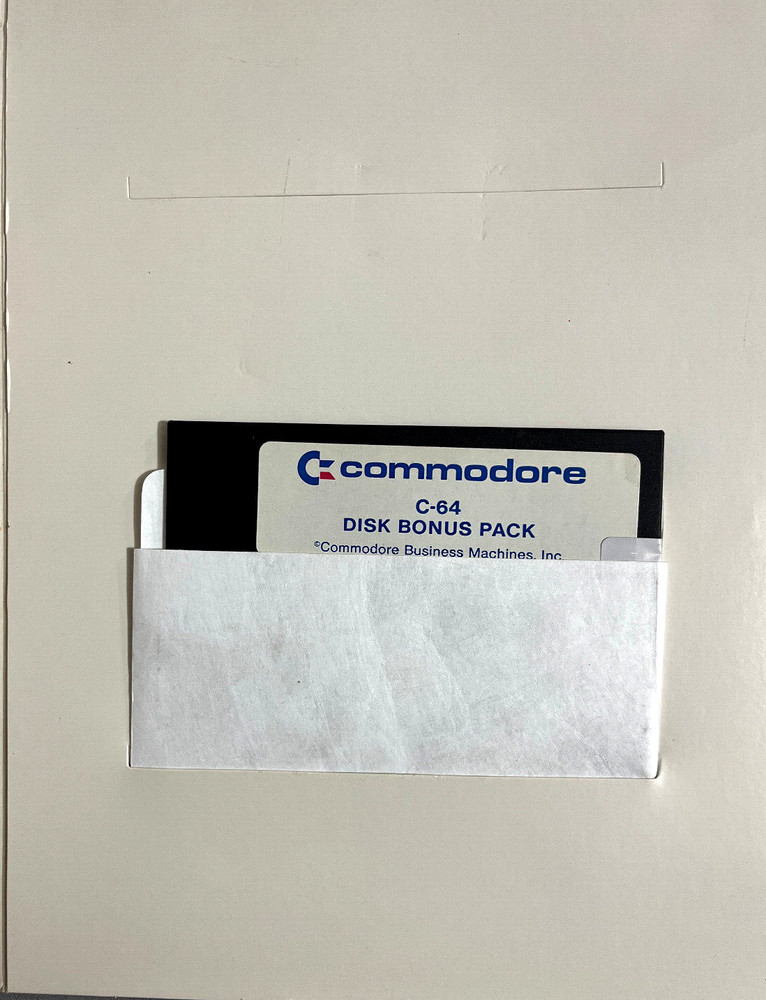 commodore
C-64
DISK BONUS PACK
©Commodore Business Machines, Inc.